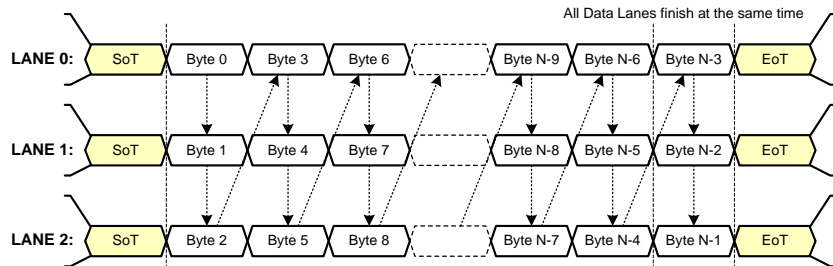 All Data Lanes finish at the same time
LANE 0: SoT Byte 0 Byte 3 Byte 6 Byte N-9 Byte N-6 Byte N-3 EoT
LANE 1: SoT Byte 1 Byte 4 Byte 7 Byte N-8 Byte N-5 Byte N-2 EoT
LANE 2: SoT Byte 2 Byte 5 Byte 8 Byte N-7 Byte N-4 Byte N-1 EoT